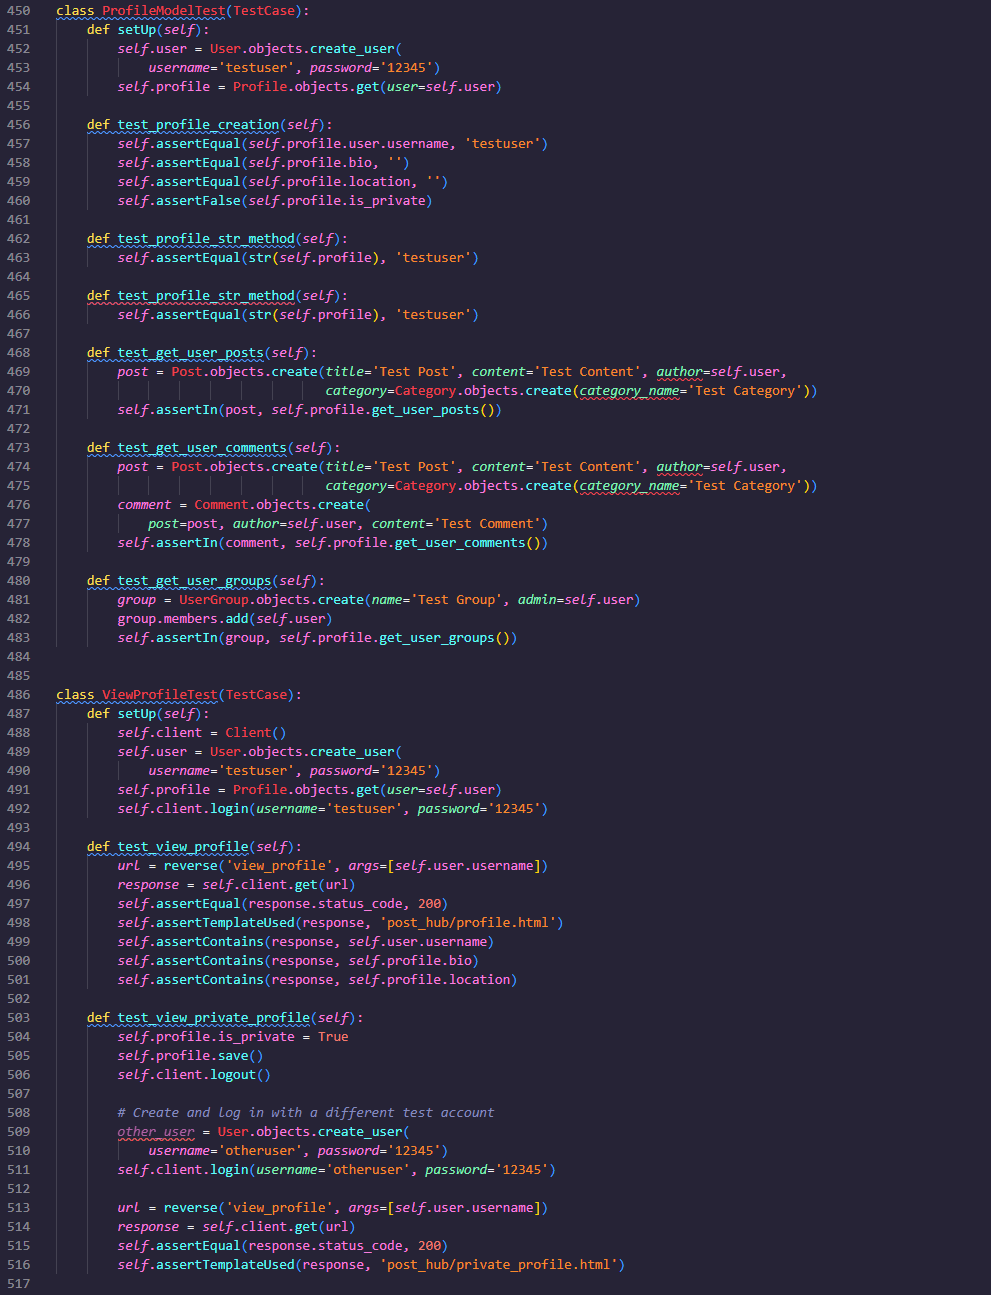 450 class ProfileModelTest(TestCase):
451     def setUp(self):
452         self.user = User.objects.create_user(
453             username='testuser', password='12345')
454         self.profile = Profile.objects.get(user=self.user)
455
456     def test_profile_creation(self):
457         self.assertEqual(self.profile.user.username, 'testuser')
458         self.assertEqual(self.profile.bio, '')
459         self.assertEqual(self.profile.location, '')
460         self.assertFalse(self.profile.is_private)
461
462     def test_profile_str_method(self):
463         self.assertEqual(str(self.profile), 'testuser')
464
465     def test_profile_str_method(self):
466         self.assertEqual(str(self.profile), 'testuser')
467
468     def test_get_user_posts(self):
469         post = Post.objects.create(title='Test Post', content='Test Content', author=self.user,
470                                    category=Category.objects.create(category_name='Test Category'))
471         self.assertIn(post, self.profile.get_user_posts())
472
473     def test_get_user_comments(self):
474         post = Post.objects.create(title='Test Post', content='Test Content', author=self.user,
475                                    category=Category.objects.create(category_name='Test Category'))
476         comment = Comment.objects.create(
477             post=post, author=self.user, content='Test Comment')
478         self.assertIn(comment, self.profile.get_user_comments())
479
480     def test_get_user_groups(self):
481         group = UserGroup.objects.create(name='Test Group', admin=self.user)
482         group.members.add(self.user)
483         self.assertIn(group, self.profile.get_user_groups())
484
485
486 class ViewProfileTest(TestCase):
487     def setUp(self):
488         self.client = Client()
489         self.user = User.objects.create_user(
490             username='testuser', password='12345')
491         self.profile = Profile.objects.get(user=self.user)
492         self.client.login(username='testuser', password='12345')
493
494     def test_view_profile(self):
495         url = reverse('view_profile', args=[self.user.username])
496         response = self.client.get(url)
497         self.assertEqual(response.status_code, 200)
498         self.assertTemplateUsed(response, 'post_hub/profile.html')
499         self.assertContains(response, self.user.username)
500         self.assertContains(response, self.profile.bio)
501         self.assertContains(response, self.profile.location)
502
503     def test_view_private_profile(self):
504         self.profile.is_private = True
505         self.profile.save()
506         self.client.logout()
507
508         # Create and log in with a different test account
509         other_user = User.objects.create_user(
510             username='otheruser', password='12345')
511         self.client.login(username='otheruser', password='12345')
512
513         url = reverse('view_profile', args=[self.user.username])
514         response = self.client.get(url)
515         self.assertEqual(response.status_code, 200)
516         self.assertTemplateUsed(response, 'post_hub/private_profile.html')
517